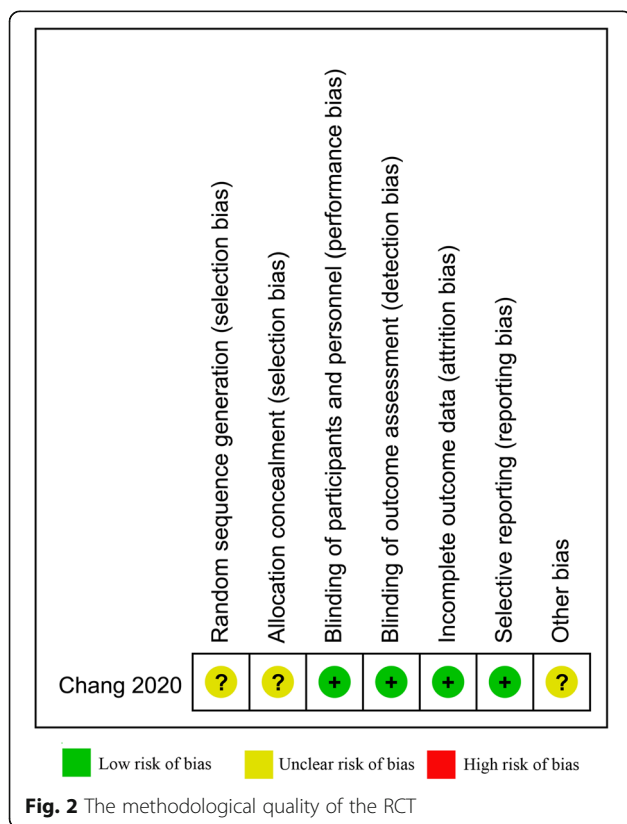 Random sequence generation (selection bias)
Allocation concealment (selection bias)
Blinding of participants and personnel (performance bias)
Blinding of outcome assessment (detection bias)
Incomplete outcome data (attrition bias)
Selective reporting (reporting bias)
Other bias
Chang 2020 ? ? + + + + ?
Low risk of bias Unclear risk of bias High risk of bias
Fig. 2 The methodological quality of the RCT